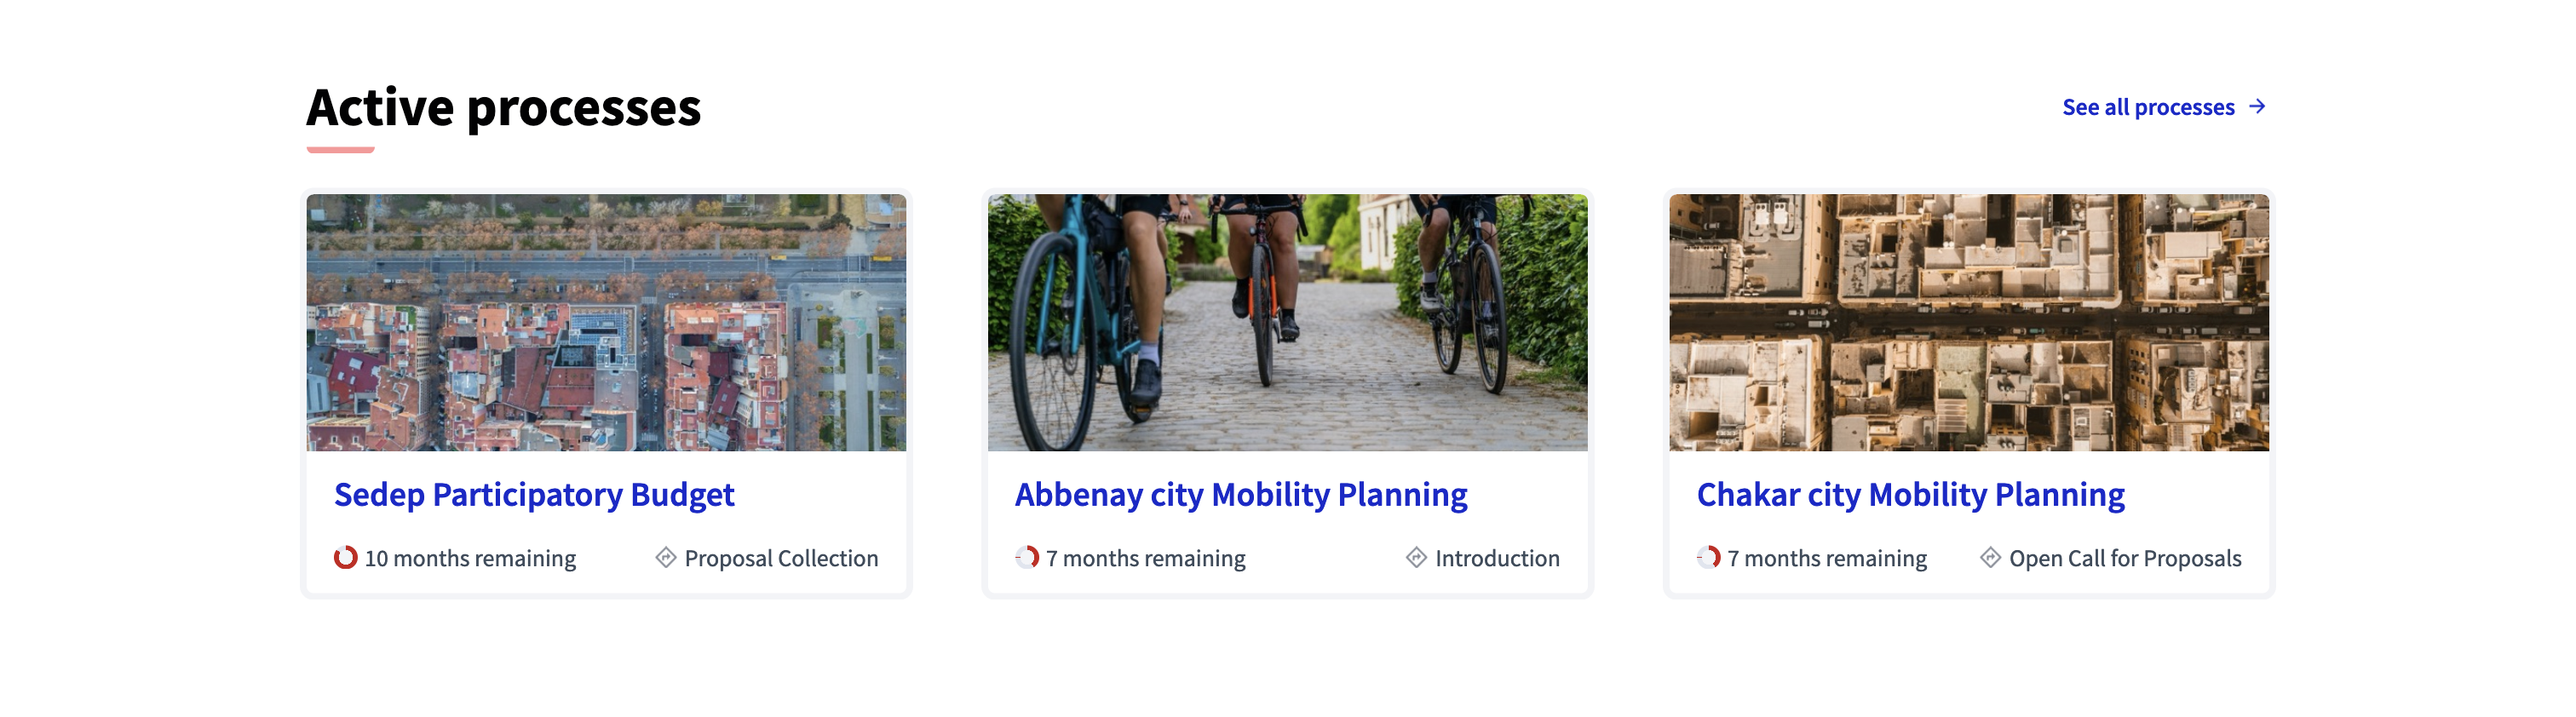 Active processes
See all processes
Sedep Participatory Budget
10 months remaining
Proposal Collection
Abbenay city Mobility Planning
7 months remaining
Introduction
Chakar city Mobility Planning
7 months remaining
Open Call for Proposals